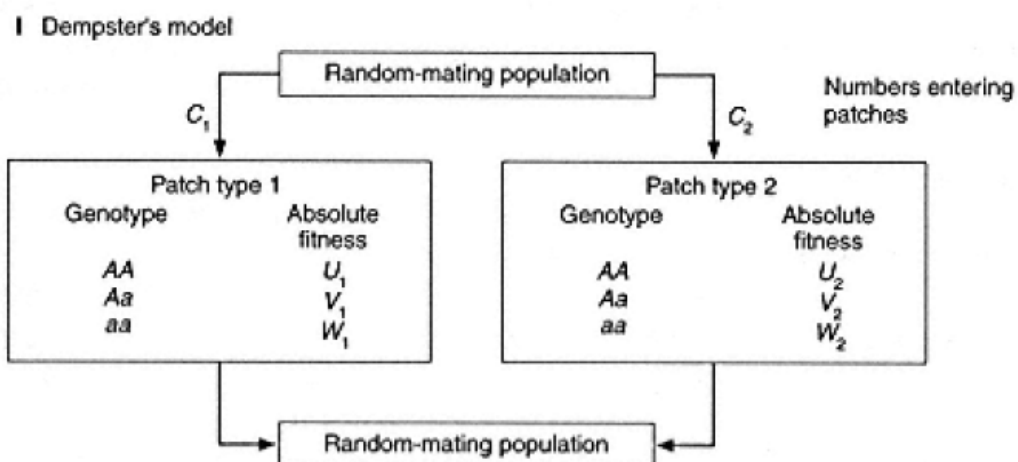 I Dempster's model
Random-mating population
Numbers entering
patches
C₁
C₂
Patch type 1
Genotype Absolute
fitness
AA U₁
Aa V₁
aa W₁
Patch type 2
Genotype Absolute
fitness
AA U₂
Aa V₂
aa W₂
Random-mating population